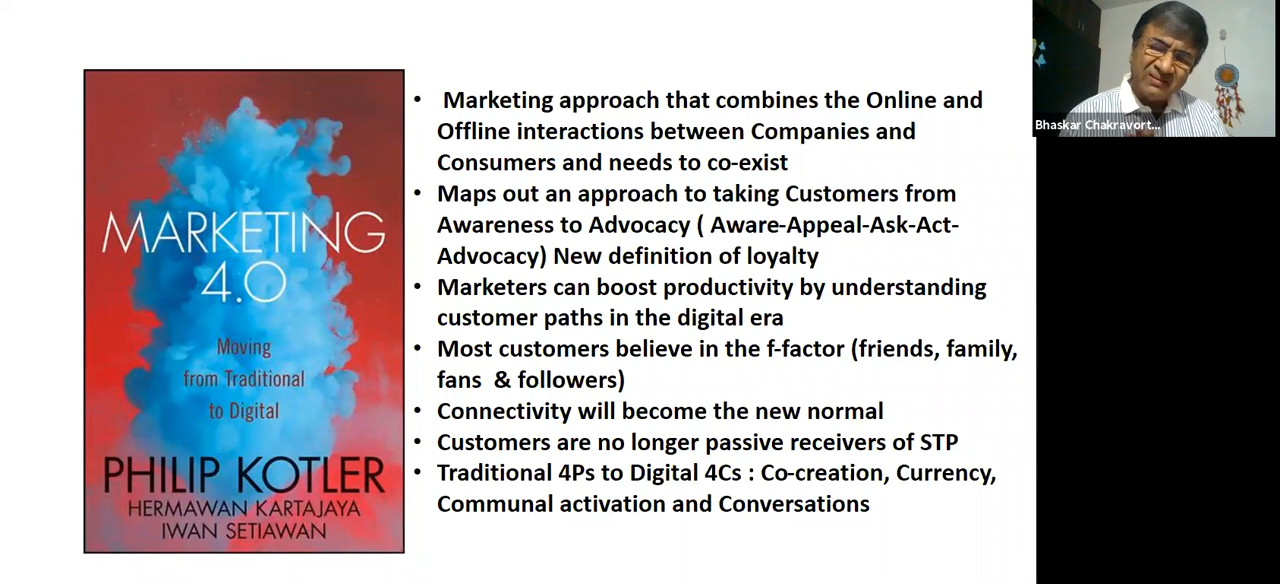 MARKETING
4.0
Moving
from Traditional
to Digital
PHILIP KOTLER
HERMAWAN KARTAJAYA
IWAN SETIAWAN
• Marketing approach that combines the Online and
Offline interactions between Companies and
Consumers and needs to co-exist
• Maps out an approach to taking Customers from
Awareness to Advocacy ( Aware-Appeal-Ask-Act-
Advocacy) New definition of loyalty
• Marketers can boost productivity by understanding
customer paths in the digital era
• Most customers believe in the f-factor (friends, family,
fans & followers)
• Connectivity will become the new normal
• Customers are no longer passive receivers of STP
• Traditional 4Ps to Digital 4Cs : Co-creation, Currency,
Communal activation and Conversations
Bhaskar Chakravort...